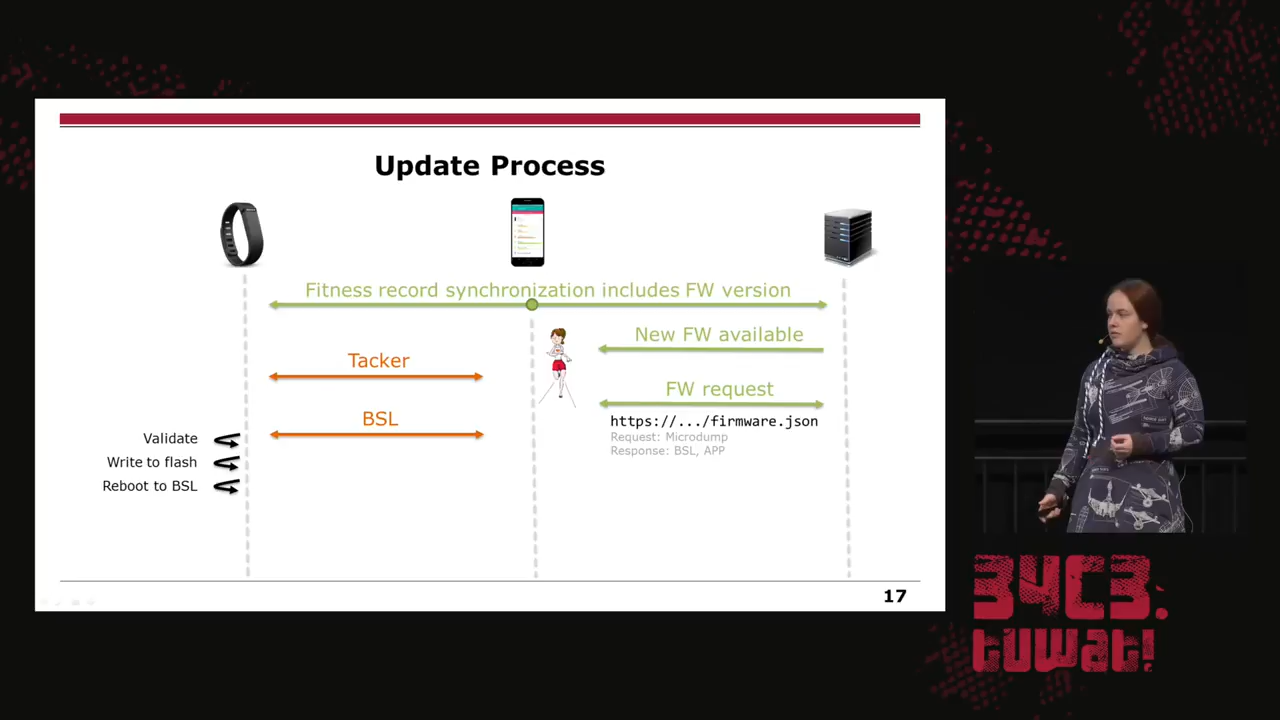 Update Process
Fitness record synchronization includes FW version
New FW available
Tacker
FW request
https://.../firmware.json
Request: Microdump
Response: BSL, APP
BSL
Validate
Write to flash
Reboot to BSL
17
34C3.
tuwat!